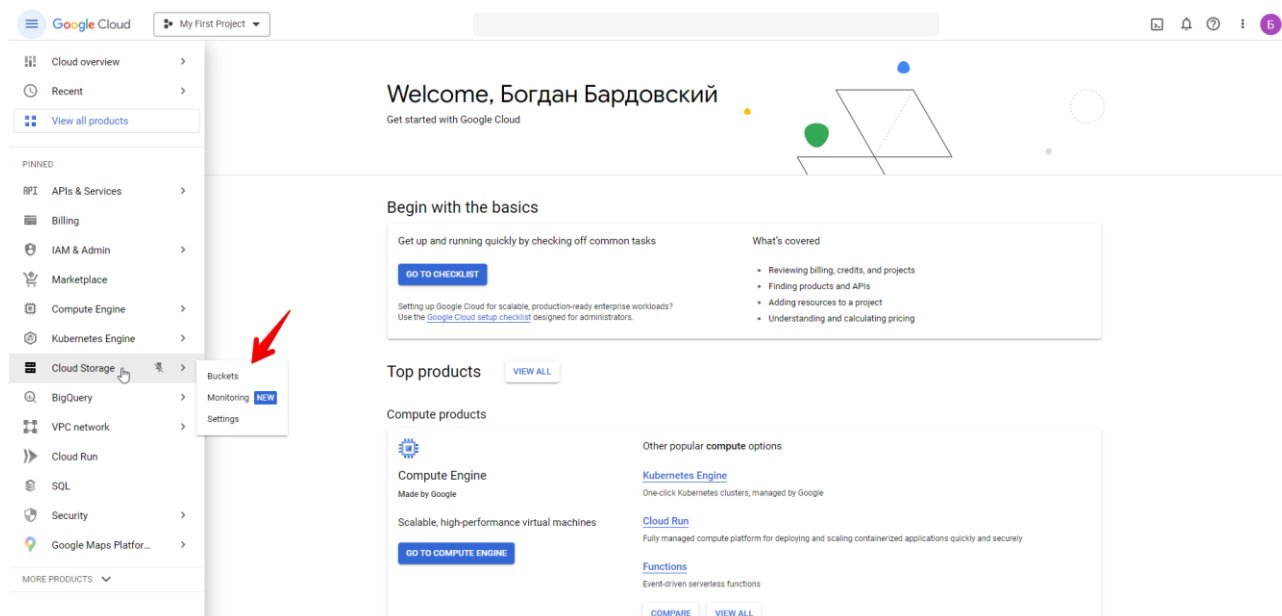 Google Cloud
My First Project
Б
Cloud overview
Recent
View all products
PINNED
API APIs & Services
Billing
IAM & Admin
Marketplace
Compute Engine
Kubernetes Engine
Cloud Storage
BigQuery
VPC network
Cloud Run
SQL
Security
Google Maps Platfor...
MORE PRODUCTS
Buckets
Monitoring NEW
Settings
Welcome, Богдан Бардовский
Get started with Google Cloud
Begin with the basics
Get up and running quickly by checking off common tasks
GO TO CHECKLIST
Setting up Google Cloud for scalable, production-ready enterprise workloads?
Use the Google Cloud setup checklist designed for administrators.
What's covered
• Reviewing billing, credits, and projects
• Finding products and APIs
• Adding resources to a project
• Understanding and calculating pricing
Top products VIEW ALL
Compute products
Compute Engine
Made by Google
Scalable, high-performance virtual machines
GO TO COMPUTE ENGINE
Other popular compute options
Kubernetes Engine
One-click Kubernetes clusters, managed by Google
Cloud Run
Fully managed compute platform for deploying and scaling containerized applications quickly and securely
Functions
Event-driven serverless functions
COMPARE VIEW ALL